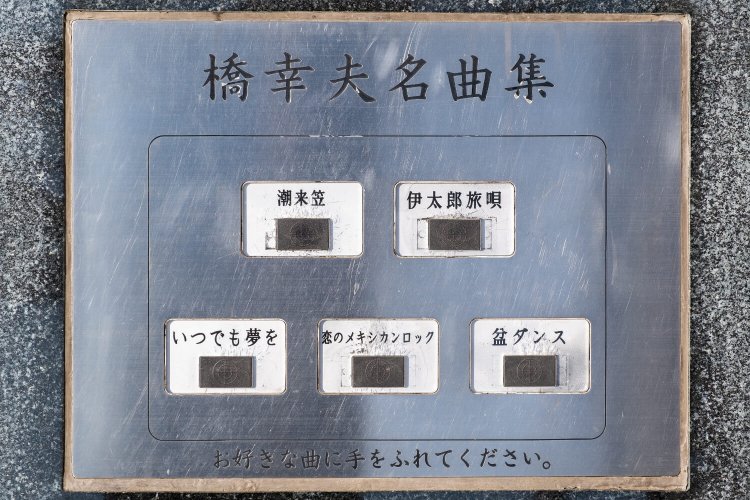 橋幸夫名曲集
潮来笠
伊太郎旅唄
いつでも夢を
恋のメキシカンロック
盆ダンス
お好きな曲に手をふれてください。